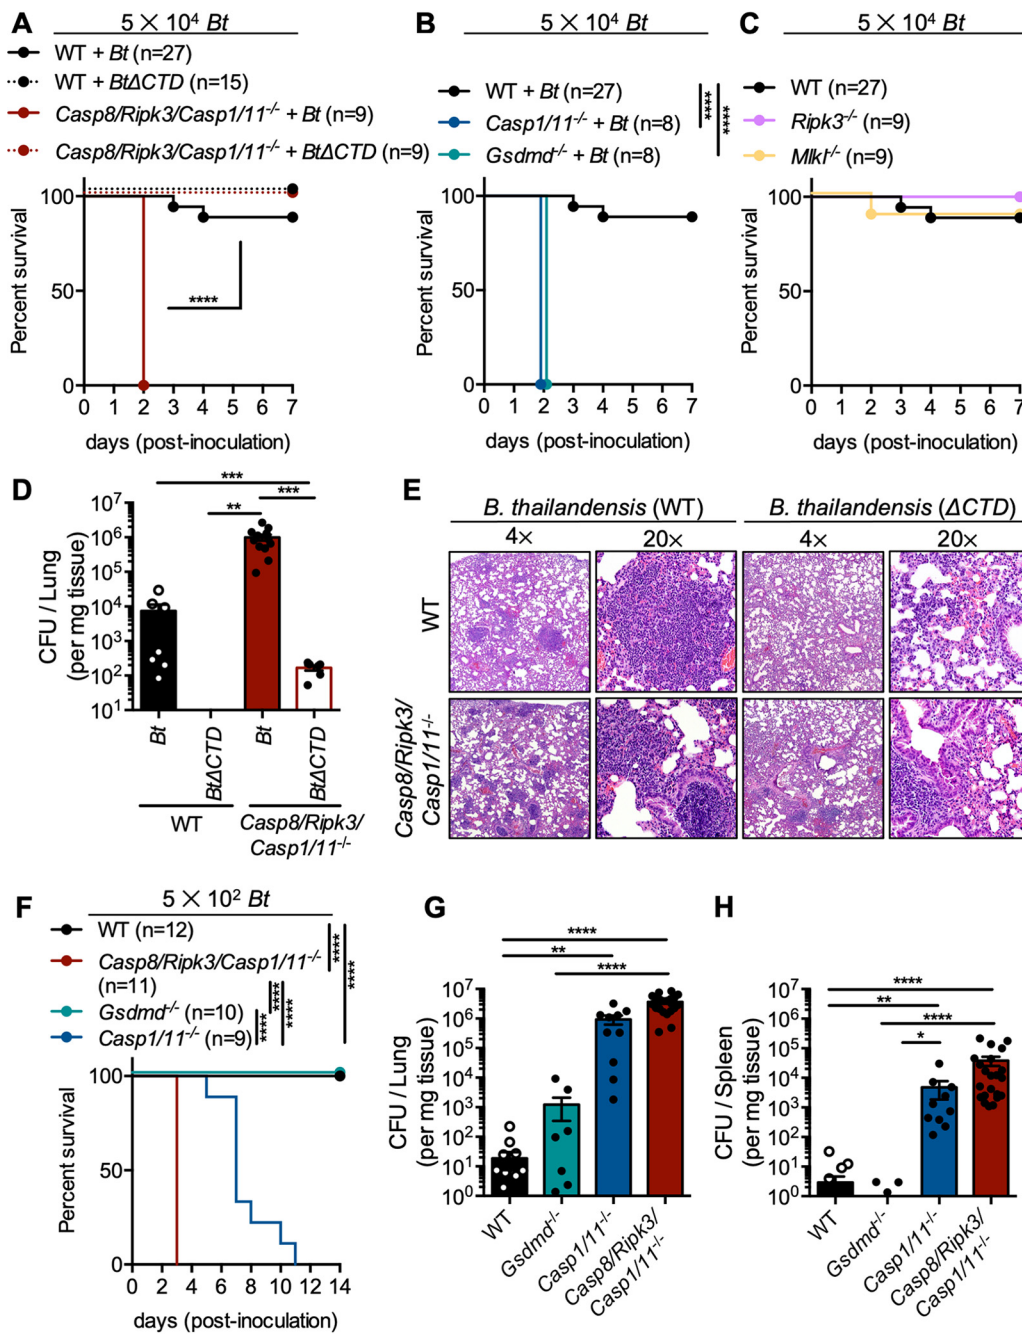 A
5 × 10⁴ Bt
WT + Bt (n=27)
WT + BtΔCTD (n=15)
Casp8/Ripk3/Casp1/11⁻/⁻ + Bt (n=9)
Casp8/Ripk3/Casp1/11⁻/⁻ + BtΔCTD (n=9)
Percent survival
100
50
0
****
0 1 2 3 4 5 6 7
days (post-inoculation)
B
5 × 10⁴ Bt
WT + Bt (n=27)
Casp1/11⁻/⁻ + Bt (n=8)
Gsdmd⁻/⁻ + Bt (n=8)
****
****
Percent survival
100
50
0
0 1 2 3 4 5 6 7
days (post-inoculation)
C
5 × 10⁴ Bt
WT (n=27)
Ripk3⁻/⁻ (n=9)
Mlkl⁻/⁻ (n=9)
Percent survival
100
50
0
0 1 2 3 4 5 6 7
days (post-inoculation)
D
***
***
**
CFU / Lung
(per mg tissue)
10⁷
10⁶
10⁵
10⁴
10³
10²
10¹
Bt
BtΔCTD
Bt
BtΔCTD
WT
Casp8/Ripk3/
Casp1/11⁻/⁻
E
B. thailandensis (WT)
B. thailandensis (ΔCTD)
4× 20× 4× 20×
WT
Casp8/Ripk3/
Casp1/11⁻/⁻
F
5 × 10² Bt
WT (n=12)
Casp8/Ripk3/Casp1/11⁻/⁻
(n=11)
Gsdmd⁻/⁻ (n=10)
Casp1/11⁻/⁻ (n=9)
****
****
****
****
****
Percent survival
100
50
0
0 2 4 6 8 10 12 14
days (post-inoculation)
G
****
**
****
CFU / Lung
(per mg tissue)
10⁷
10⁶
10⁵
10⁴
10³
10²
10¹
10⁰
WT
Gsdmd⁻/⁻
Casp1/11⁻/⁻
Casp8/Ripk3/
Casp1/11⁻/⁻
H
****
**
****
*
CFU / Spleen
(per mg tissue)
10⁷
10⁶
10⁵
10⁴
10³
10²
10¹
10⁰
WT
Gsdmd⁻/⁻
Casp1/11⁻/⁻
Casp8/Ripk3/
Casp1/11⁻/⁻